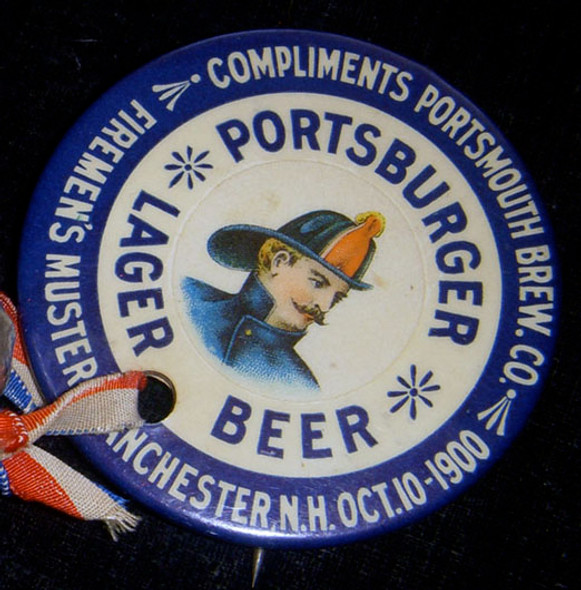 COMPLIMENTS PORTSMOUTH BREW. CO.
FIREMEN'S MUSTER
ANCHESTER, N.H. OCT. 10-1900
PORTSBURGER
LAGER
BEER